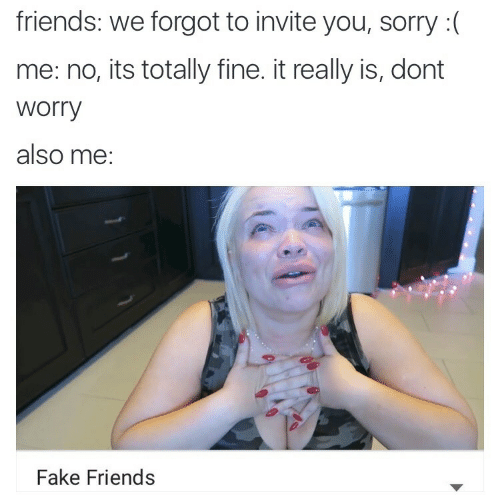 friends: we forgot to invite you, sorry :(
me: no, its totally fine. it really is, dont
worry
also me:
Fake Friends